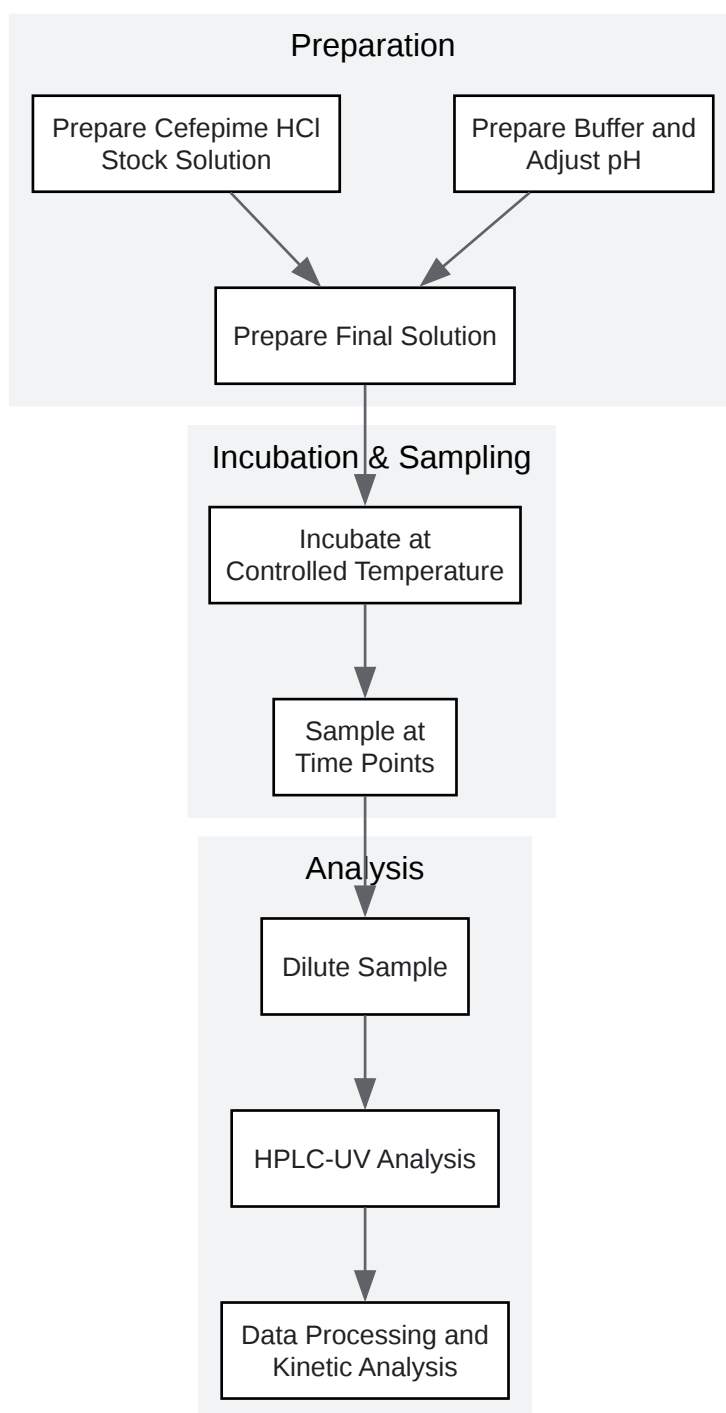 Preparation
Prepare Cefepime HCl
Stock Solution
Prepare Buffer and
Adjust pH
Prepare Final Solution
Incubation & Sampling
Incubate at
Controlled Temperature
Sample at
Time Points
Analysis
Dilute Sample
HPLC-UV Analysis
Data Processing and
Kinetic Analysis